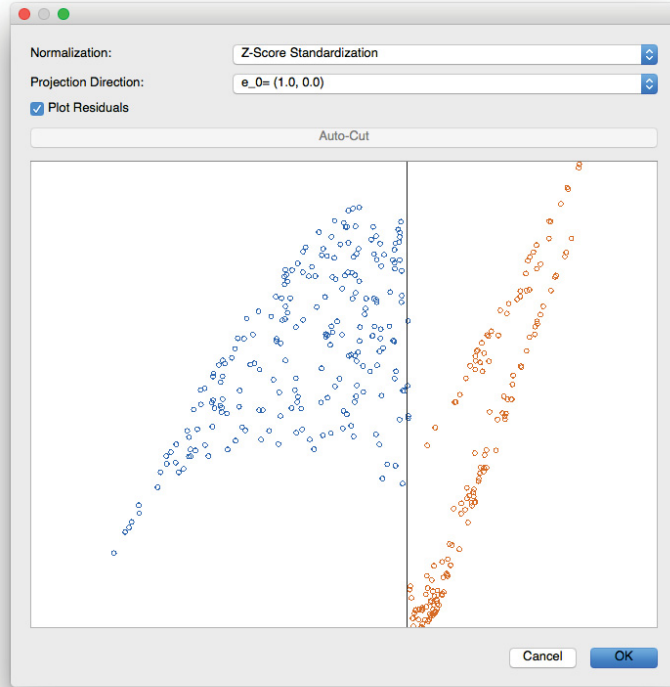 Normalization:
Z-Score Standardization
Projection Direction:
e_0= (1.0, 0.0)
Plot Residuals
Auto-Cut
Cancel
OK